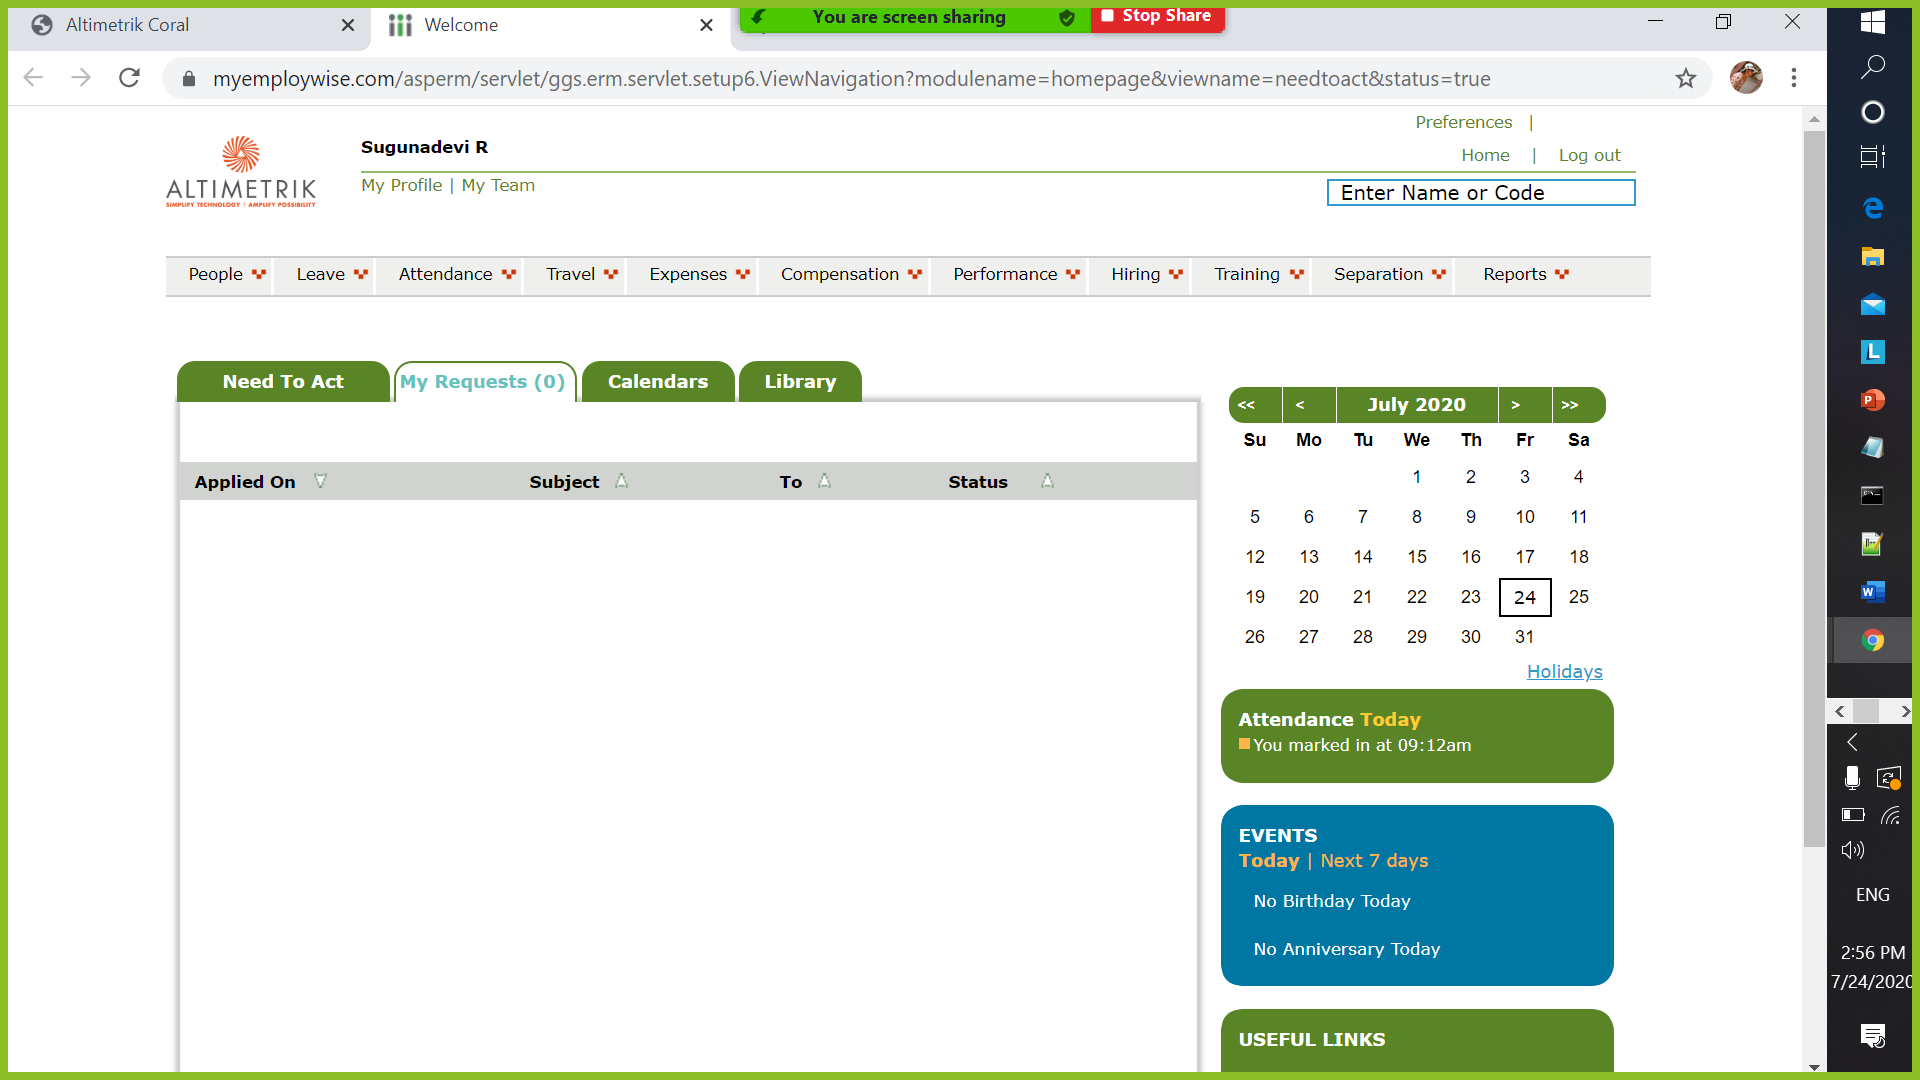 Altimetrik Coral
Welcome
You are screen sharing
Stop Share
myemploywise.com/asperm/servlet/ggs.erm.servlet.setup6.ViewNavigation?modulename=homepage&viewname=needtoact&status=true
Preferences |
Sugunadevi R
Home | Log out
My Profile | My Team
Enter Name or Code
ALTIMETRIK
SIMPLIFY TECHNOLOGY | AMPLIFY POSSIBILITY
People Leave Attendance Travel Expenses Compensation Performance Hiring Training Separation Reports
Need To Act My Requests (0) Calendars Library
Applied On Subject To Status
<< < July 2020 > >>
Su Mo Tu We Th Fr Sa
1 2 3 4
5 6 7 8 9 10 11
12 13 14 15 16 17 18
19 20 21 22 23 24 25
26 27 28 29 30 31
Holidays
Attendance Today
You marked in at 09:12am
EVENTS
Today | Next 7 days
No Birthday Today
No Anniversary Today
USEFUL LINKS
ENG
2:56 PM
7/24/2020